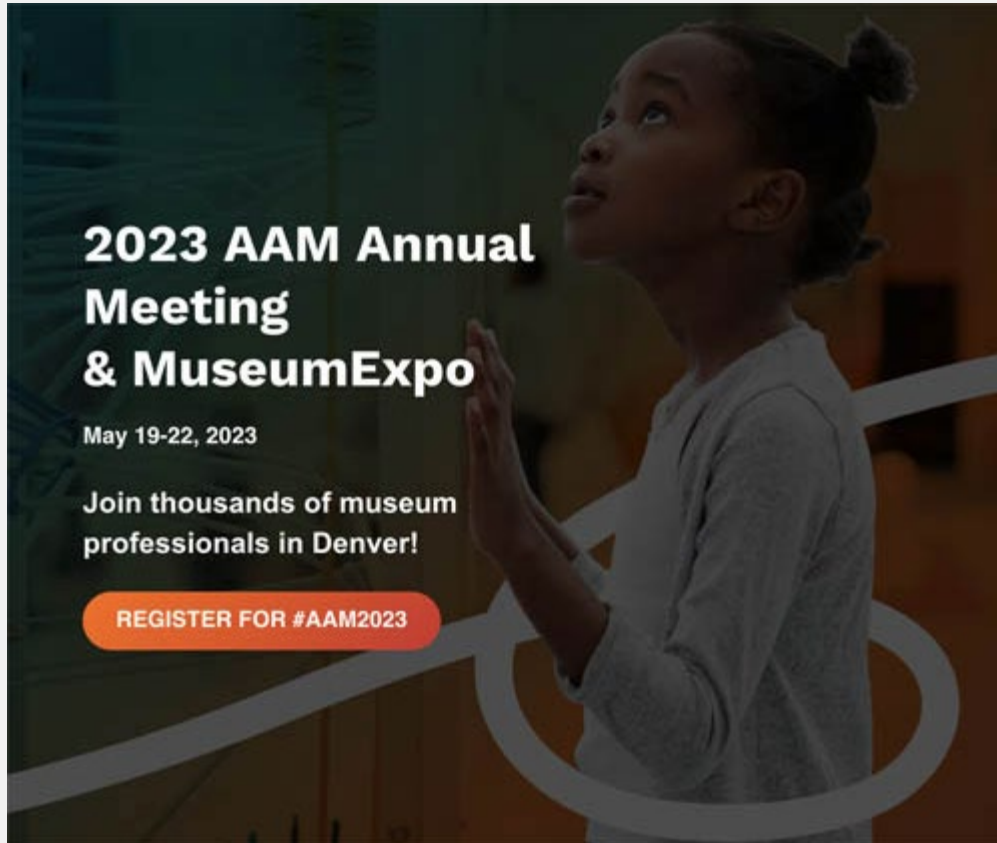 2023 AAM Annual
Meeting
& MuseumExpo
May 19-22, 2023
Join thousands of museum
professionals in Denver!
REGISTER FOR #AAM2023